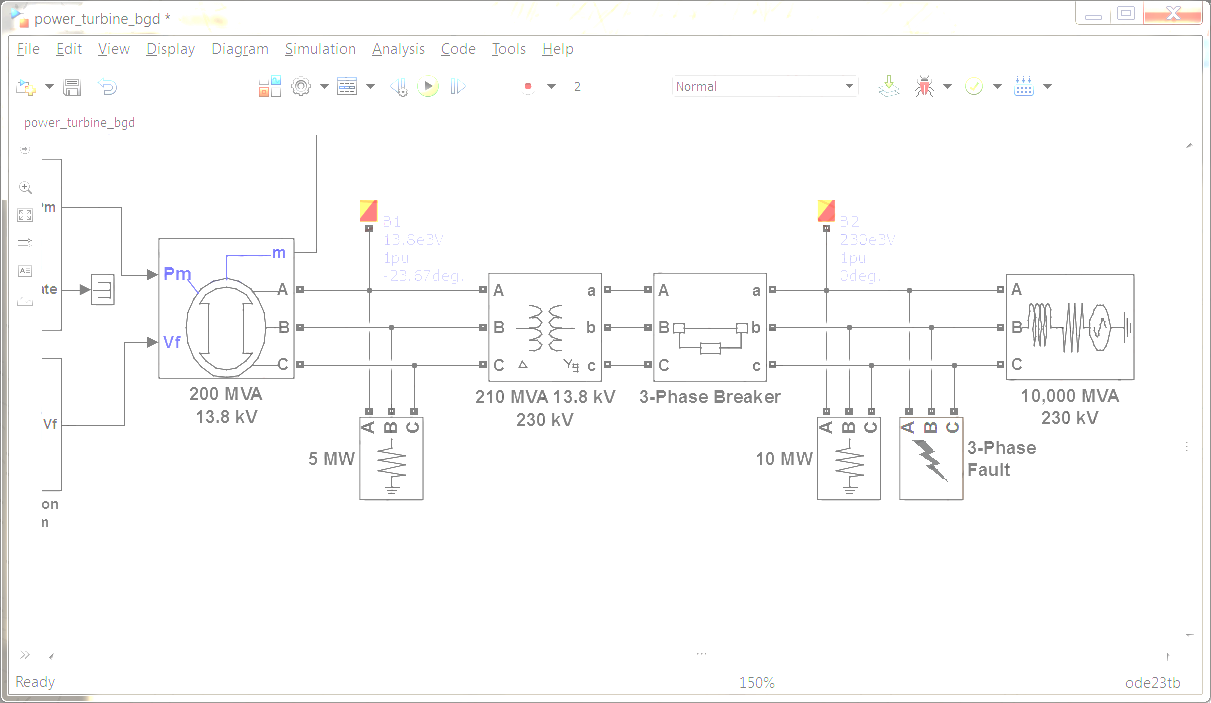 power_turbine_bgd *
File Edit View Display Diagram Simulation Analysis Code Tools Help
2 Normal
power_turbine_bgd
B1
13.8e3V
1pu
-23.67deg.
B2
230e3V
1pu
0deg.
m
Pm
Vf
A
B
C
200 MVA
13.8 kV
A a
B b
C c
Δ Yg
210 MVA 13.8 kV
230 kV
A a
B b
C c
3-Phase Breaker
A
B
C
10,000 MVA
230 kV
A B C
5 MW
A B C
10 MW
A B C
3-Phase
Fault
Vf
on
n
Ready 150% ode23tb